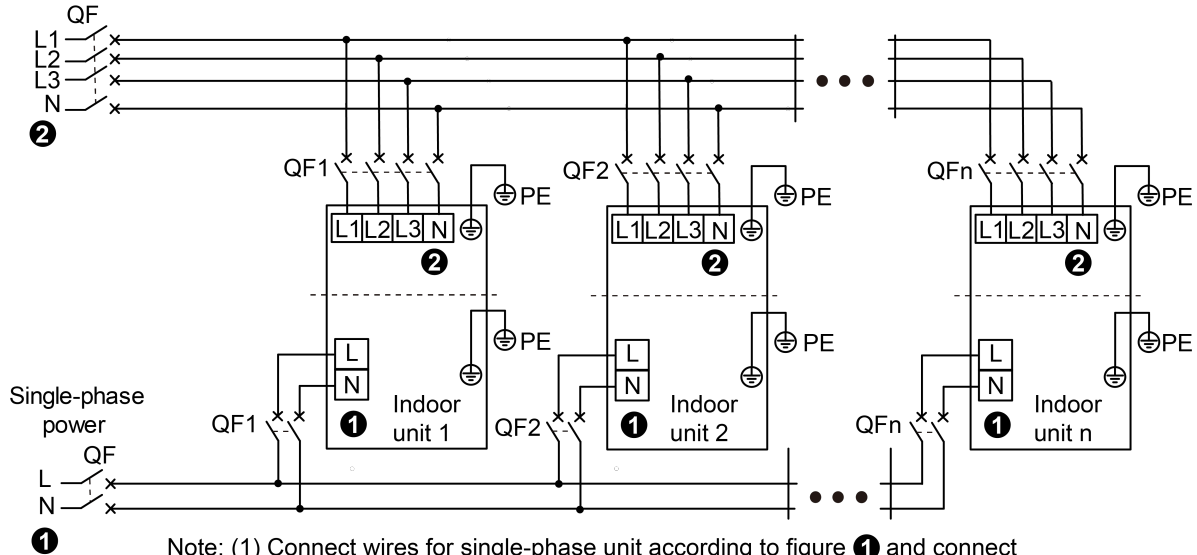 QF
L1
L2
L3
N
❷
QF1
PE
QF2
PE
QFn
PE
L1 L2 L3 N
L1 L2 L3 N
L1 L2 L3 N
❷
❷
❷
PE
PE
PE
L
N
L
N
L
N
QF1
❶
Indoor
unit 1
QF2
❶
Indoor
unit 2
QFn
❶
Indoor
unit n
Single-phase
power
QF
L
N
❶
Note: (1) Connect wires for single-phase unit according to figure ❶ and connect